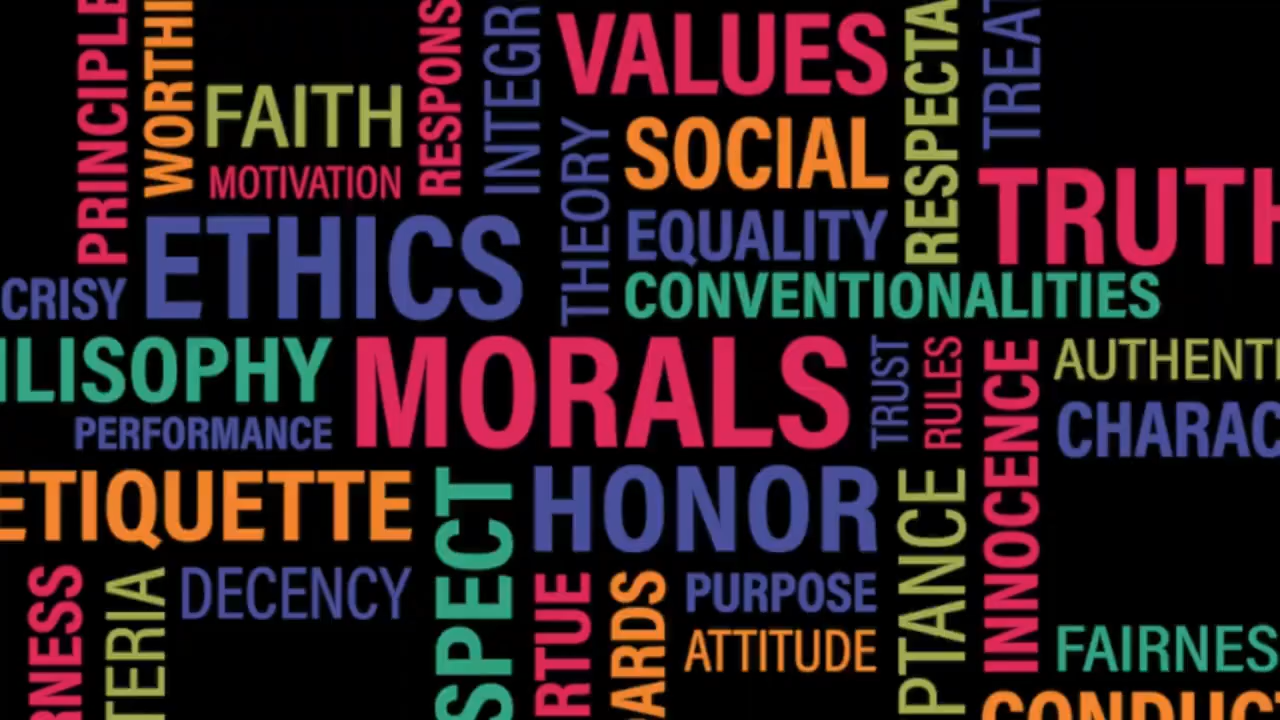 PRINCIPLE
WORTHI
FAITH
MOTIVATION
RESPONS
INTEGR
VALUES
SOCIAL
THEORY
EQUALITY
RESPECTA
TREAT
TRUTH
CRISY
ETHICS
CONVENTIONALITIES
ILISOPHY
PERFORMANCE
MORALS
TRUST
RULES
INNOCENCE
AUTHENTI
CHARAC
ETIQUETTE
SPECT
HONOR
PTANCE
RNESS
TERIA
DECENCY
RTUE
ARDS
PURPOSE
ATTITUDE
FAIRNES
CONDUCT